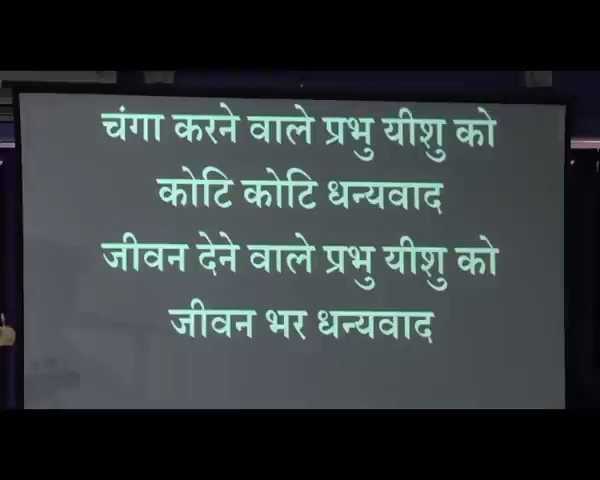 चंगा करने वाले प्रभु यीशु को
कोटि कोटि धन्यवाद
जीवन देने वाले प्रभु यीशु को
जीवन भर धन्यवाद